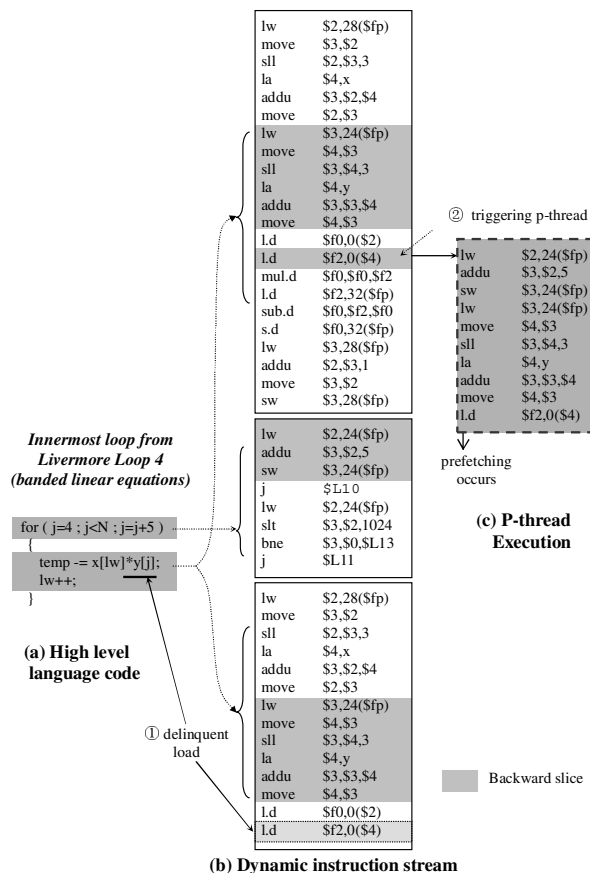 lw $2,28($fp)
move $3,$2
sll $2,$3,3
la $4,x
addu $3,$2,$4
move $2,$3
lw $3,24($fp)
move $4,$3
sll $3,$4,3
la $4,y
addu $3,$3,$4
move $4,$3
l.d $f0,0($2)
l.d $f2,0($4)
mul.d $f0,$f0,$f2
l.d $f2,32($fp)
sub.d $f0,$f2,$f0
s.d $f0,32($fp)
lw $3,28($fp)
addu $2,$3,1
move $3,$2
sw $3,28($fp)
② triggering p-thread
lw $2,24($fp)
addu $3,$2,5
sw $3,24($fp)
lw $3,24($fp)
move $4,$3
sll $3,$4,3
la $4,y
addu $3,$3,$4
move $4,$3
l.d $f2,0($4)
prefetching
occurs
(c) P-thread
Execution
Innermost loop from
Livermore Loop 4
(banded linear equations)
for ( j=4 ; j<N ; j=j+5 )
{
temp -= x[lw]*y[j];
lw++;
}
(a) High level
language code
① delinquent
load
lw $2,24($fp)
addu $3,$2,5
sw $3,24($fp)
j $L10
lw $2,24($fp)
slt $3,$2,1024
bne $3,$0,$L13
j $L11
lw $2,28($fp)
move $3,$2
sll $2,$3,3
la $4,x
addu $3,$2,$4
move $2,$3
lw $3,24($fp)
move $4,$3
sll $3,$4,3
la $4,y
addu $3,$3,$4
move $4,$3
l.d $f0,0($2)
l.d $f2,0($4)
Backward slice
(b) Dynamic instruction stream